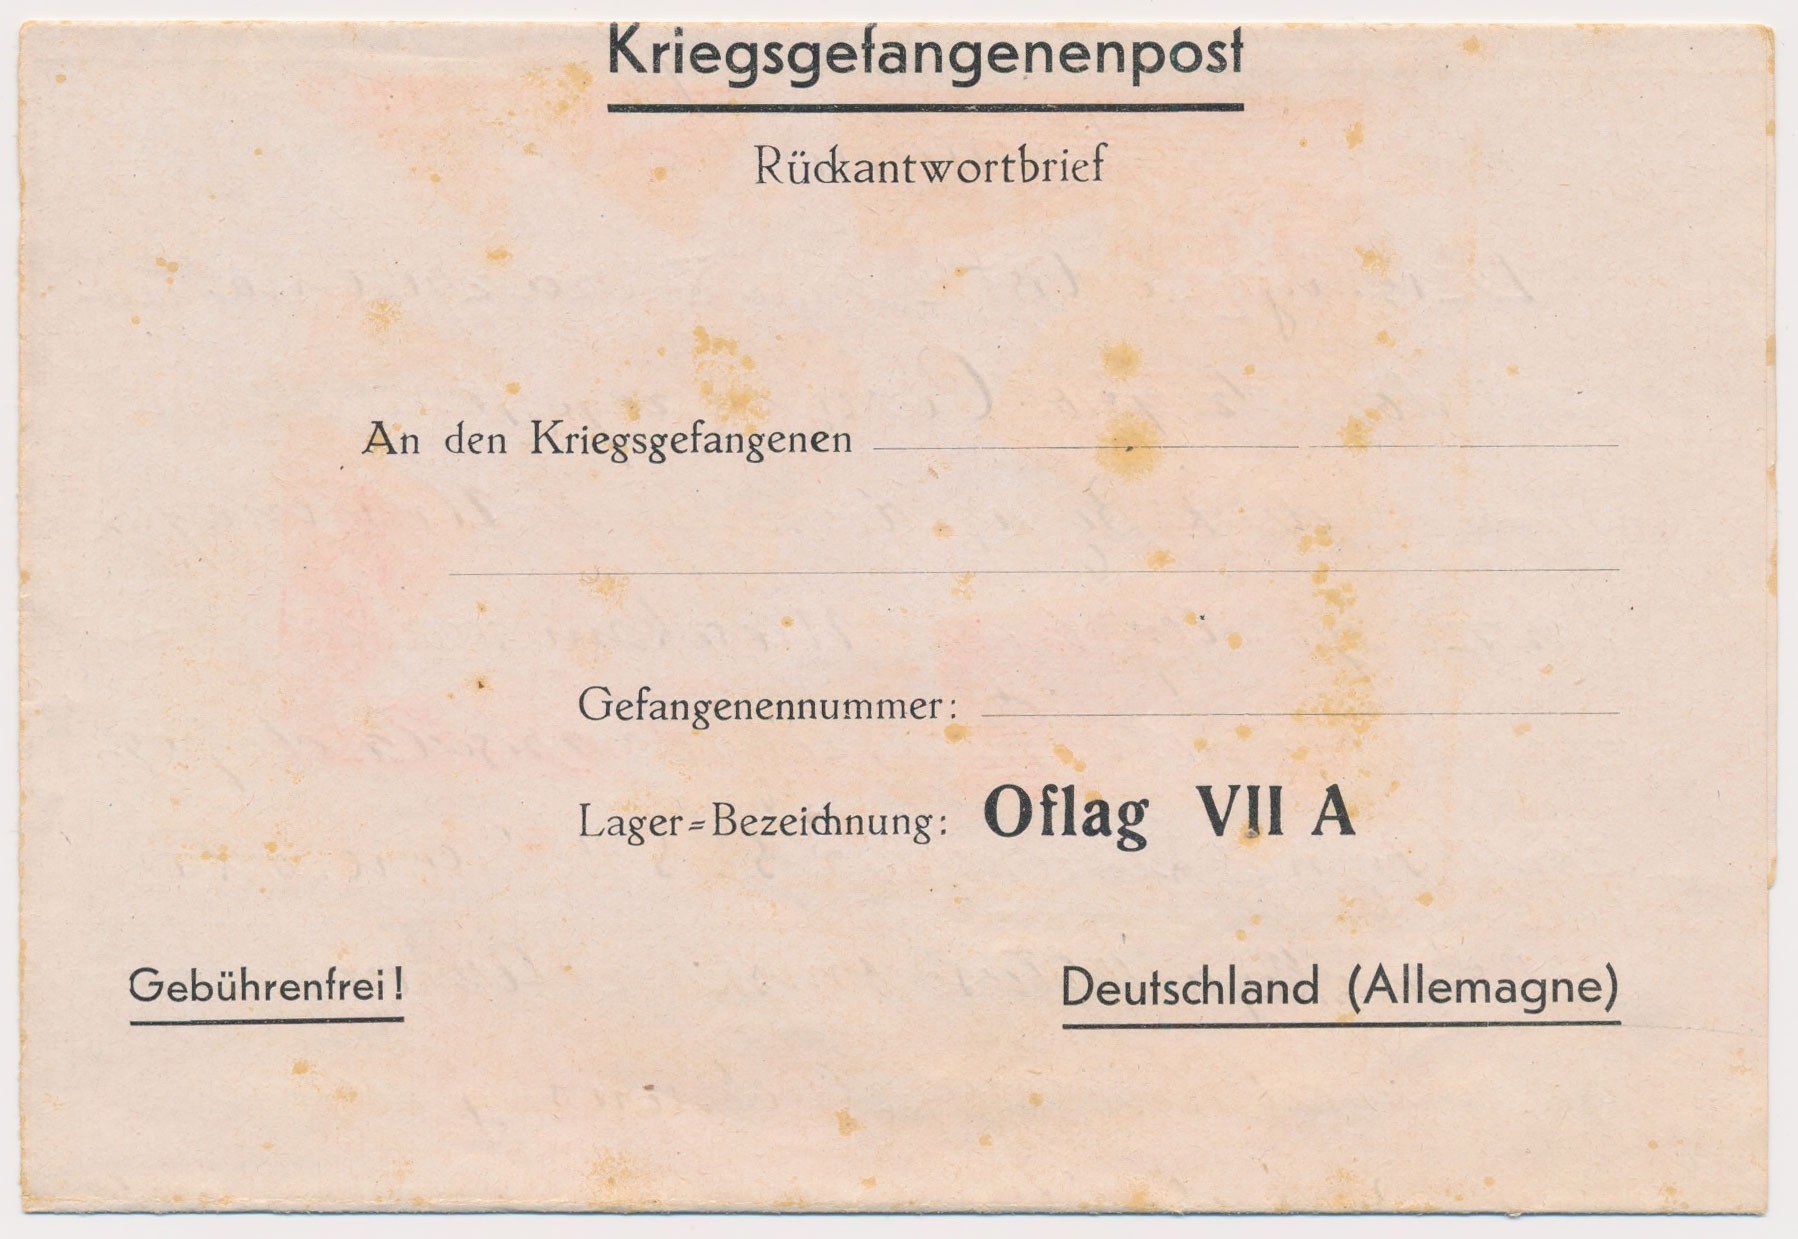 Kriegsgefangenenpost
Rückantwortbrief
An den Kriegsgefangenen
Gefangenennummer:
Lager=Bezeichnung: Oflag VII A
Gebührenfrei! Deutschland (Allemagne)